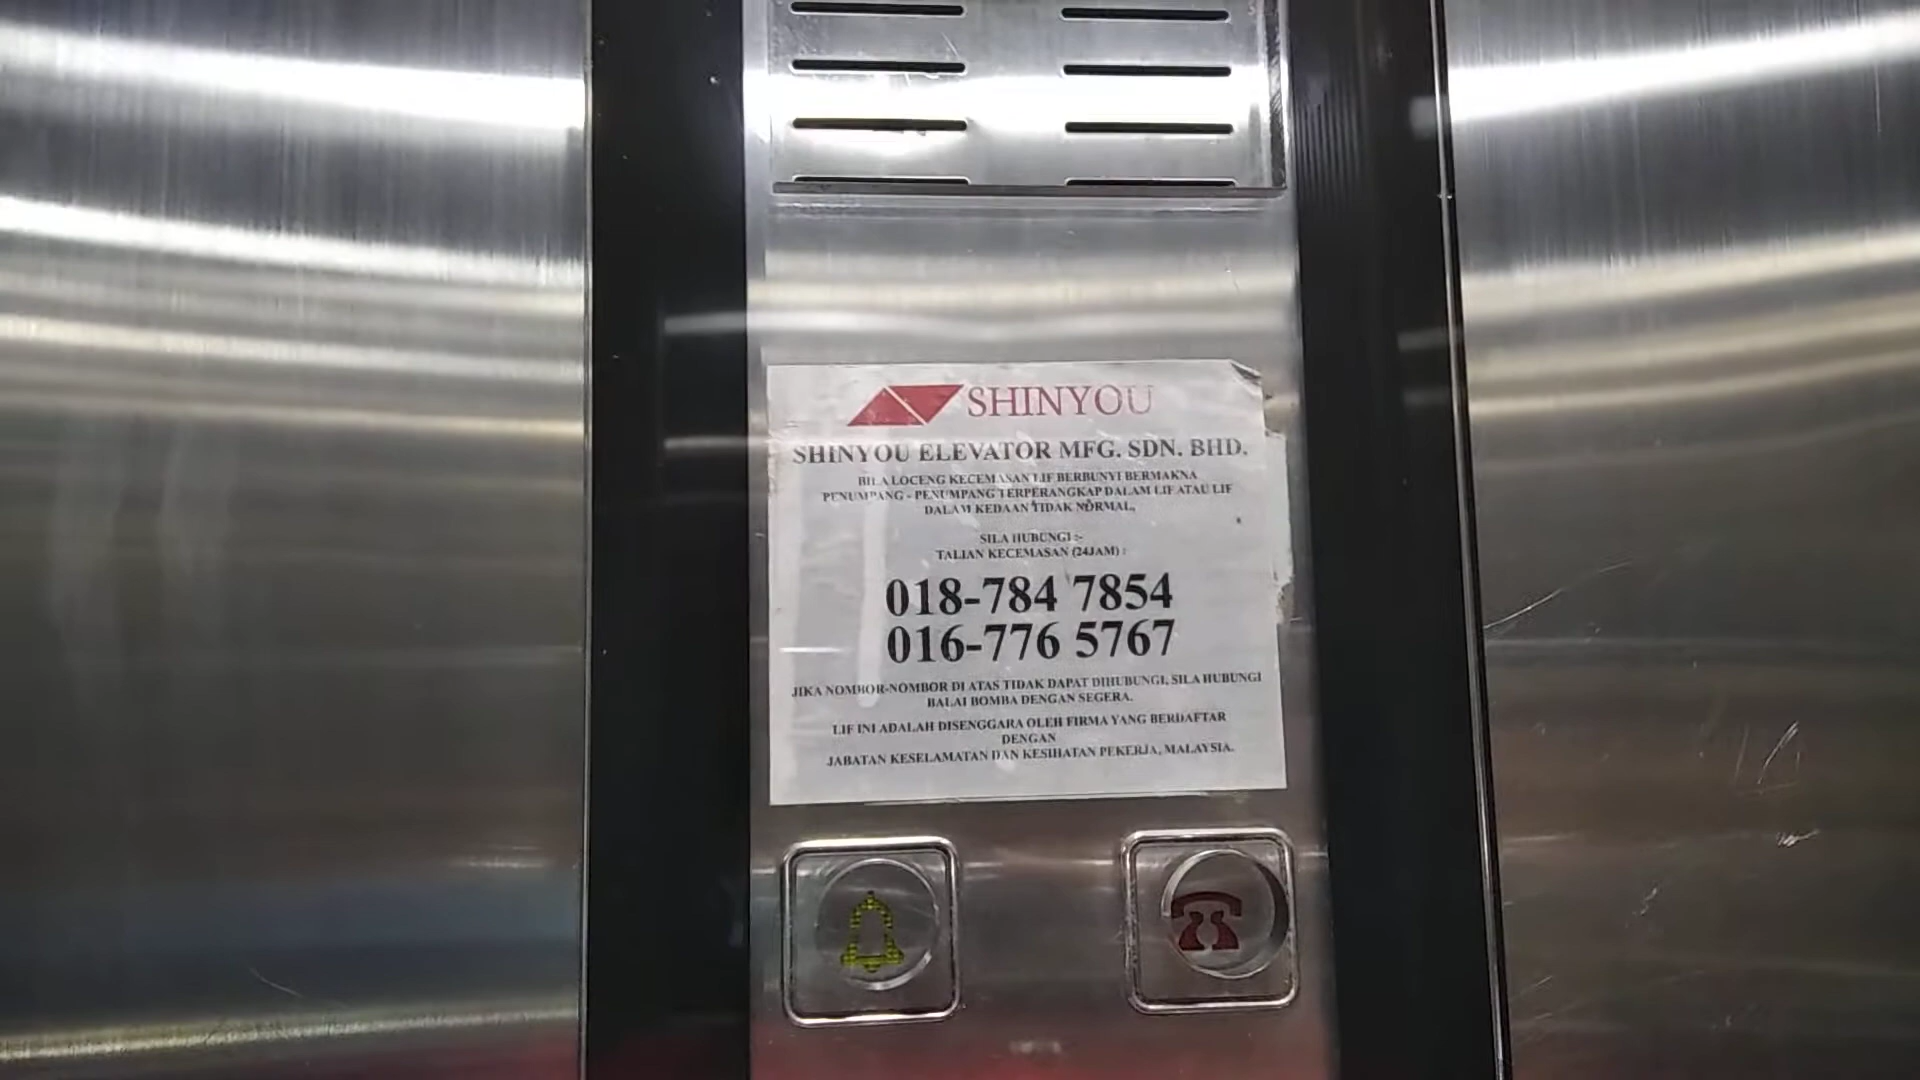 SHINYOU
SHINYOU ELEVATOR MFG. SDN. BHD.
BILA LOCENG KECEMASAN LIF BERBUNYI BERMAKNA
PENUMPANG - PENUMPANG TERPERANGKAP DALAM LIF ATAU LIF
DALAM KEDAAN TIDAK NORMAL,
SILA HUBUNGI :-
TALIAN KECEMASAN (24JAM) :
018-784 7854
016-776 5767
JIKA NOMBOR-NOMBOR DI ATAS TIDAK DAPAT DIHUBUNGI, SILA HUBUNGI
BALAI BOMBA DENGAN SEGERA.
LIF INI ADALAH DISENGGARA OLEH FIRMA YANG BERDAFTAR
DENGAN
JABATAN KESELAMATAN DAN KESIHATAN PEKERJA, MALAYSIA.